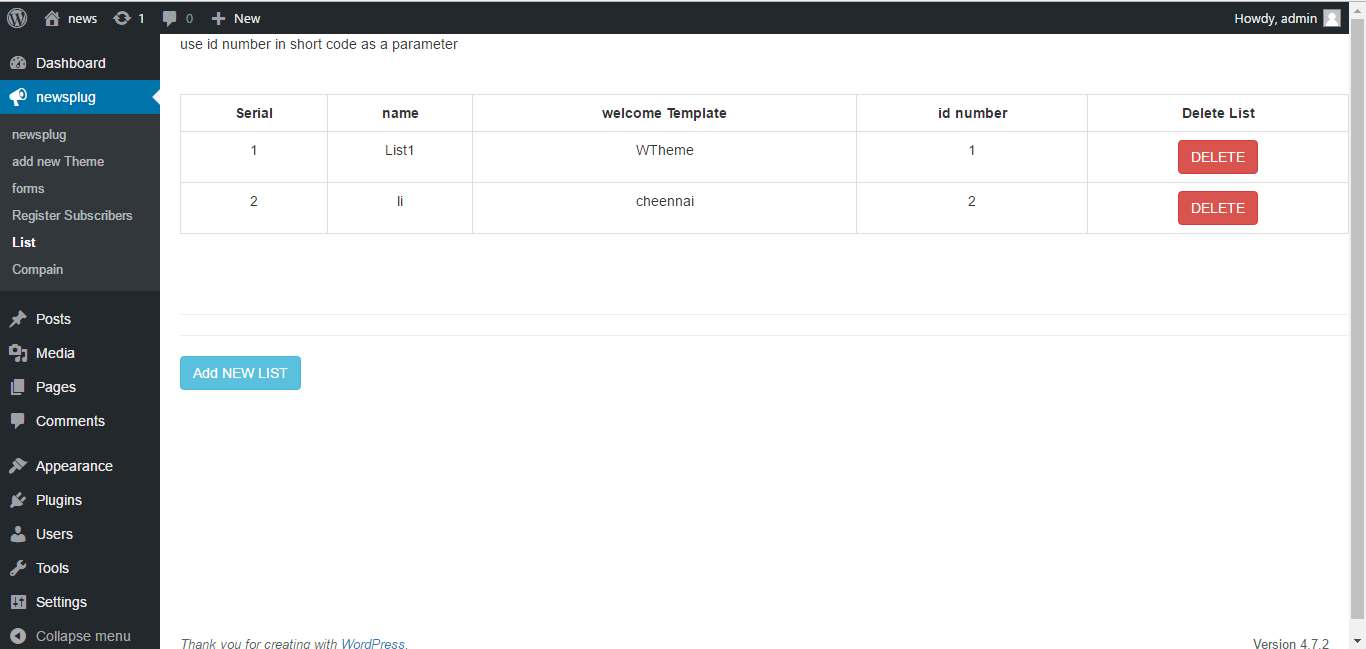 news 1 0 New Howdy, admin
Dashboard
newsplug
newsplug
add new Theme
forms
Register Subscribers
List
Compain
Posts
Media
Pages
Comments
Appearance
Plugins
Users
Tools
Settings
Collapse menu
use id number in short code as a parameter
Serial name welcome Template id number Delete List
1 List1 WTheme 1 DELETE
2 li cheennai 2 DELETE
Add NEW LIST
Thank you for creating with WordPress. Version 4.7.2